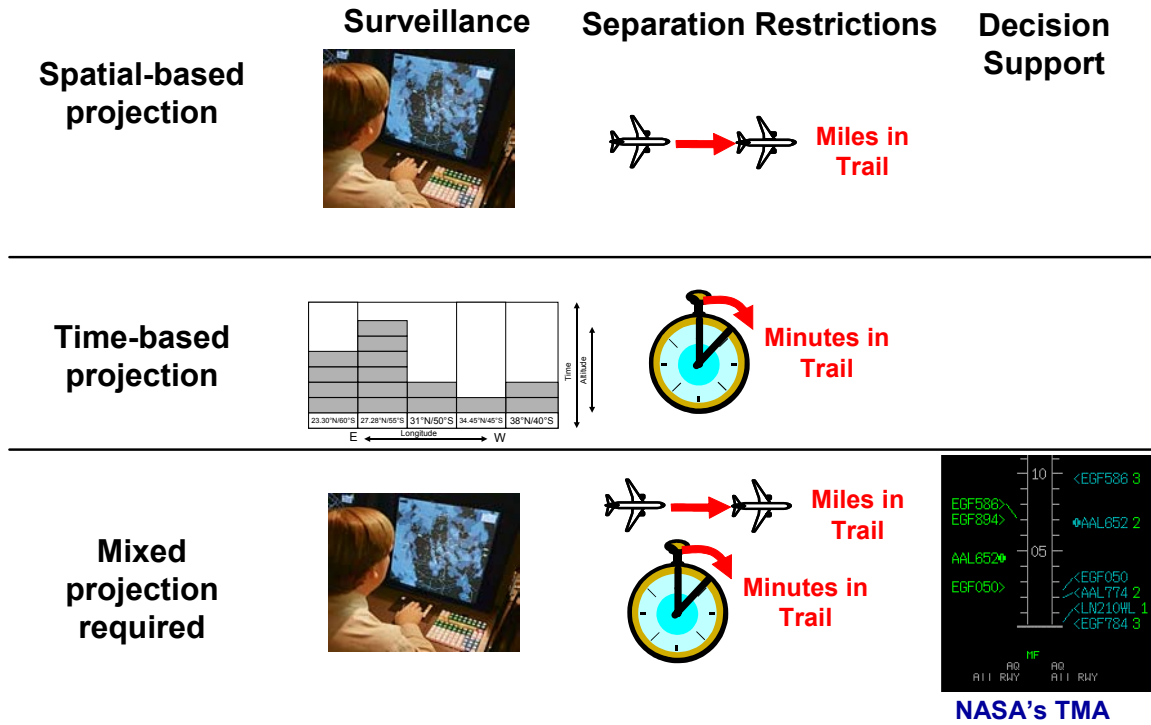 Surveillance
Separation Restrictions
Decision
Support
Spatial-based
projection
Miles in
Trail
Time-based
projection
Time
Altitude
23.30°N/60°S
27.28°N/55°S
31°N/50°S
34.45°N/45°S
38°N/40°S
E
Longitude
W
Minutes in
Trail
Mixed
projection
required
Miles in
Trail
Minutes in
Trail
10
<EGF586 3
EGF586>
EGF894>
AAL652 2
05
AAL652
<EGF050
EGF050>
<AAL774 2
<LN210WL 1
<EGF784 3
MF
AQ
AQ
All RWY
All RWY
NASA's TMA